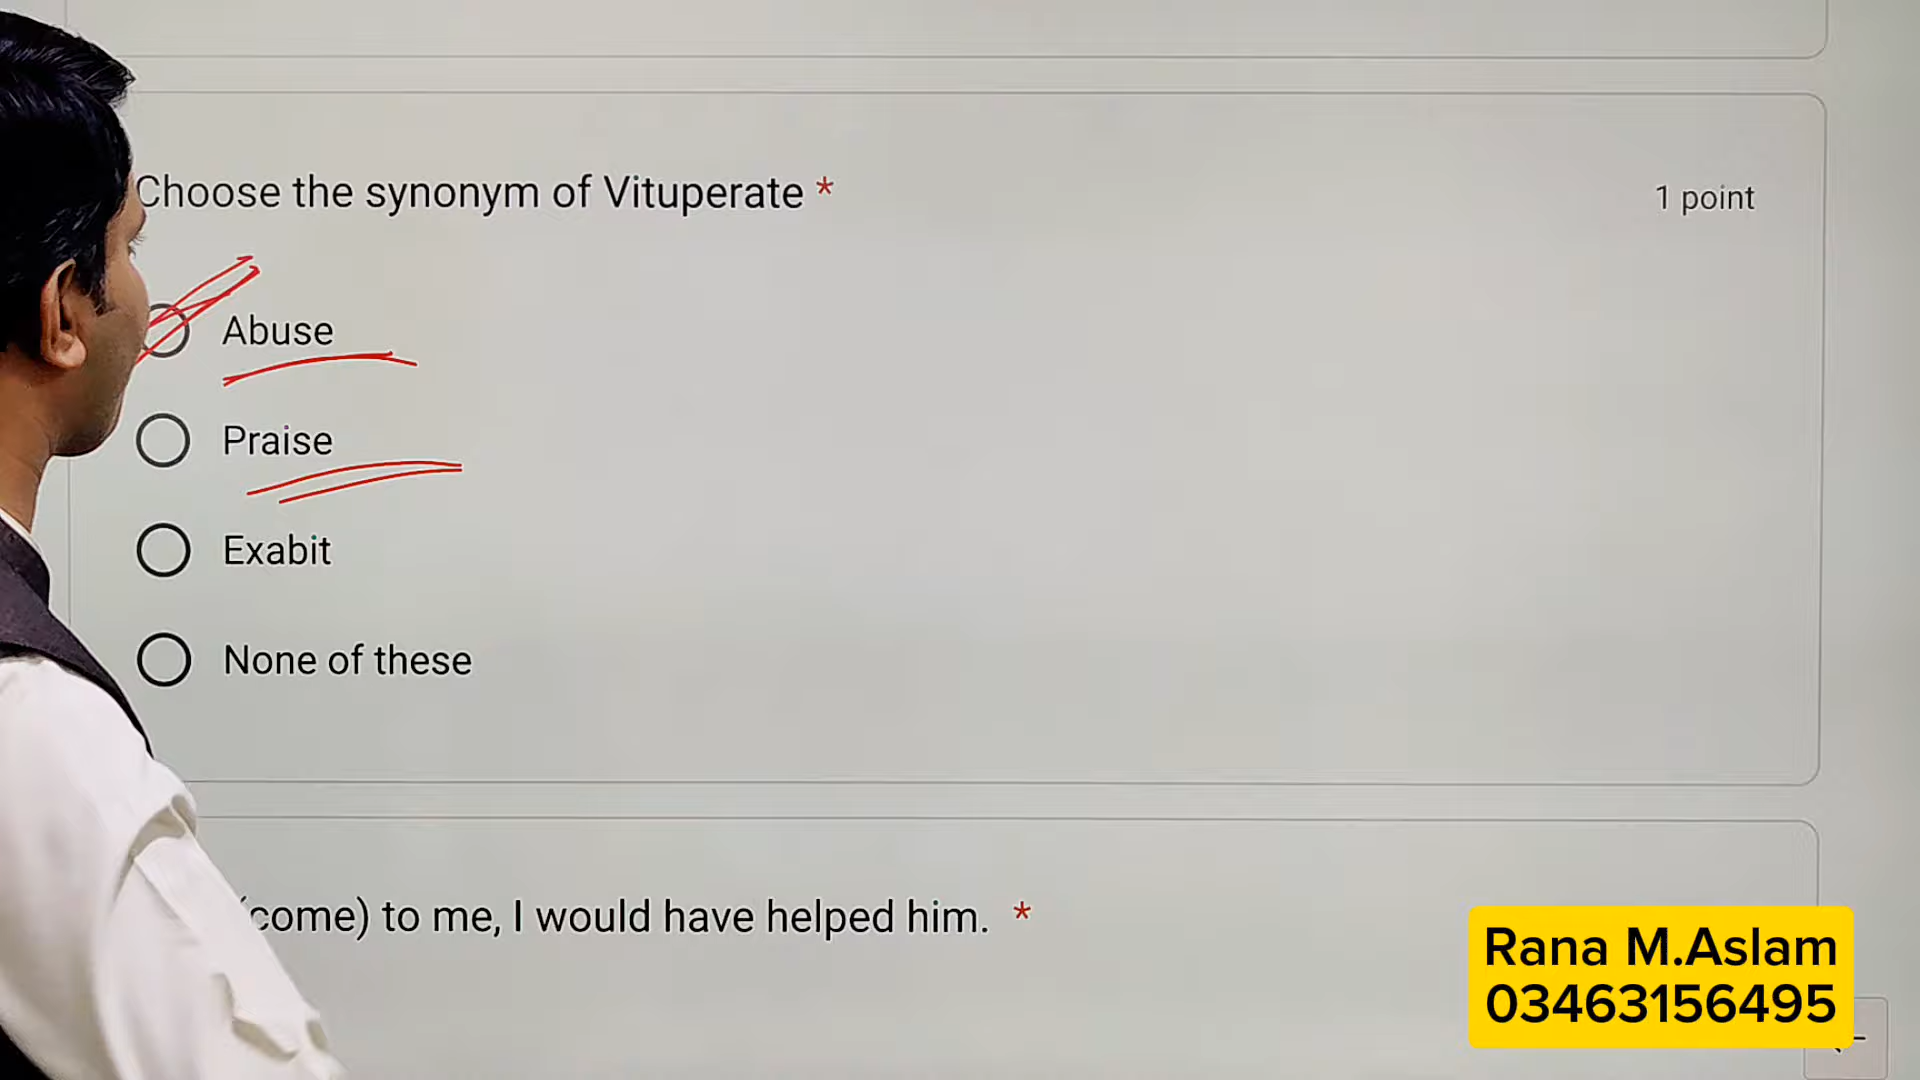 Choose the synonym of Vituperate *
1 point
Abuse
Praise
Exabit
None of these
(come) to me, I would have helped him. *
Rana M.Aslam
03463156495